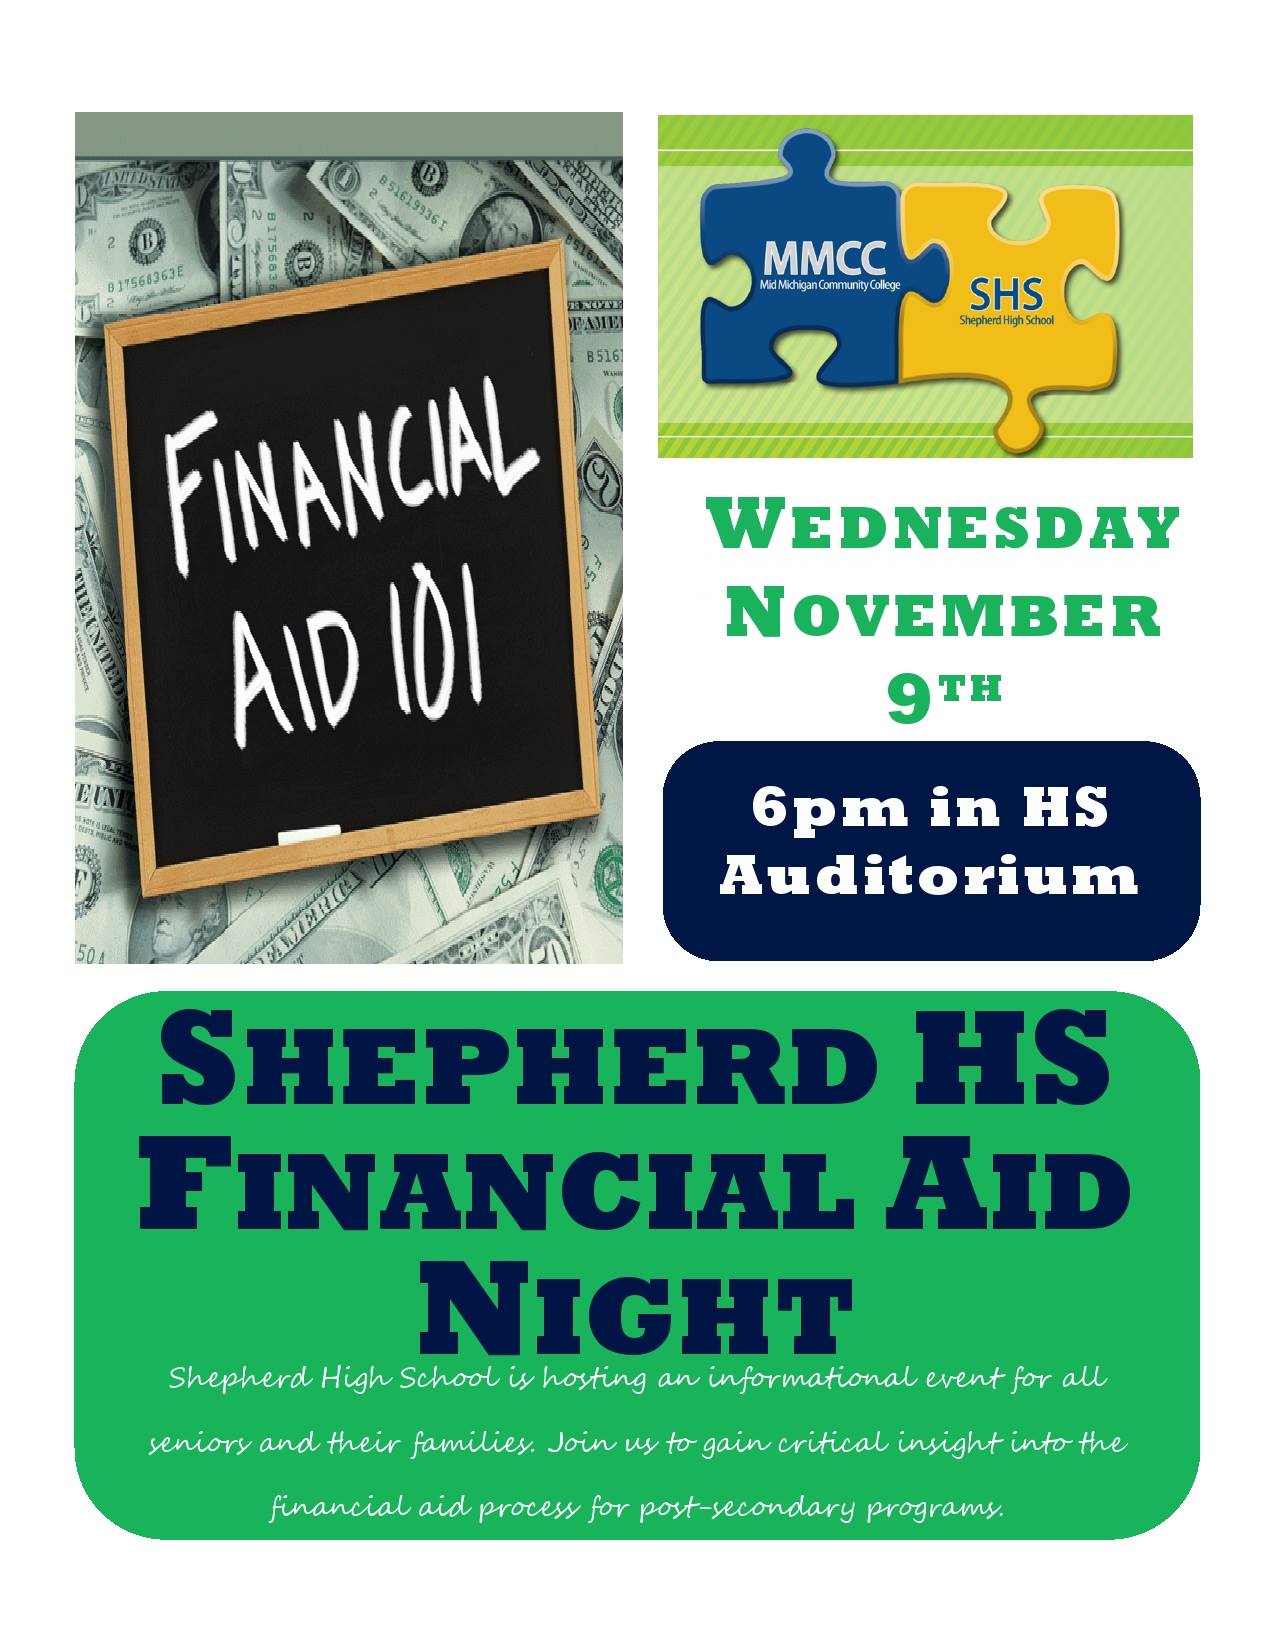 FINANCIAL
AID 101
MMCC
Mid Michigan Community College
SHS
Shepherd High School
WEDNESDAY
NOVEMBER
9TH
6pm in HS
Auditorium
SHEPHERD HS
FINANCIAL AID
NIGHT
Shepherd High School is hosting an informational event for all
seniors and their families. Join us to gain critical insight into the
financial aid process for post-secondary programs.